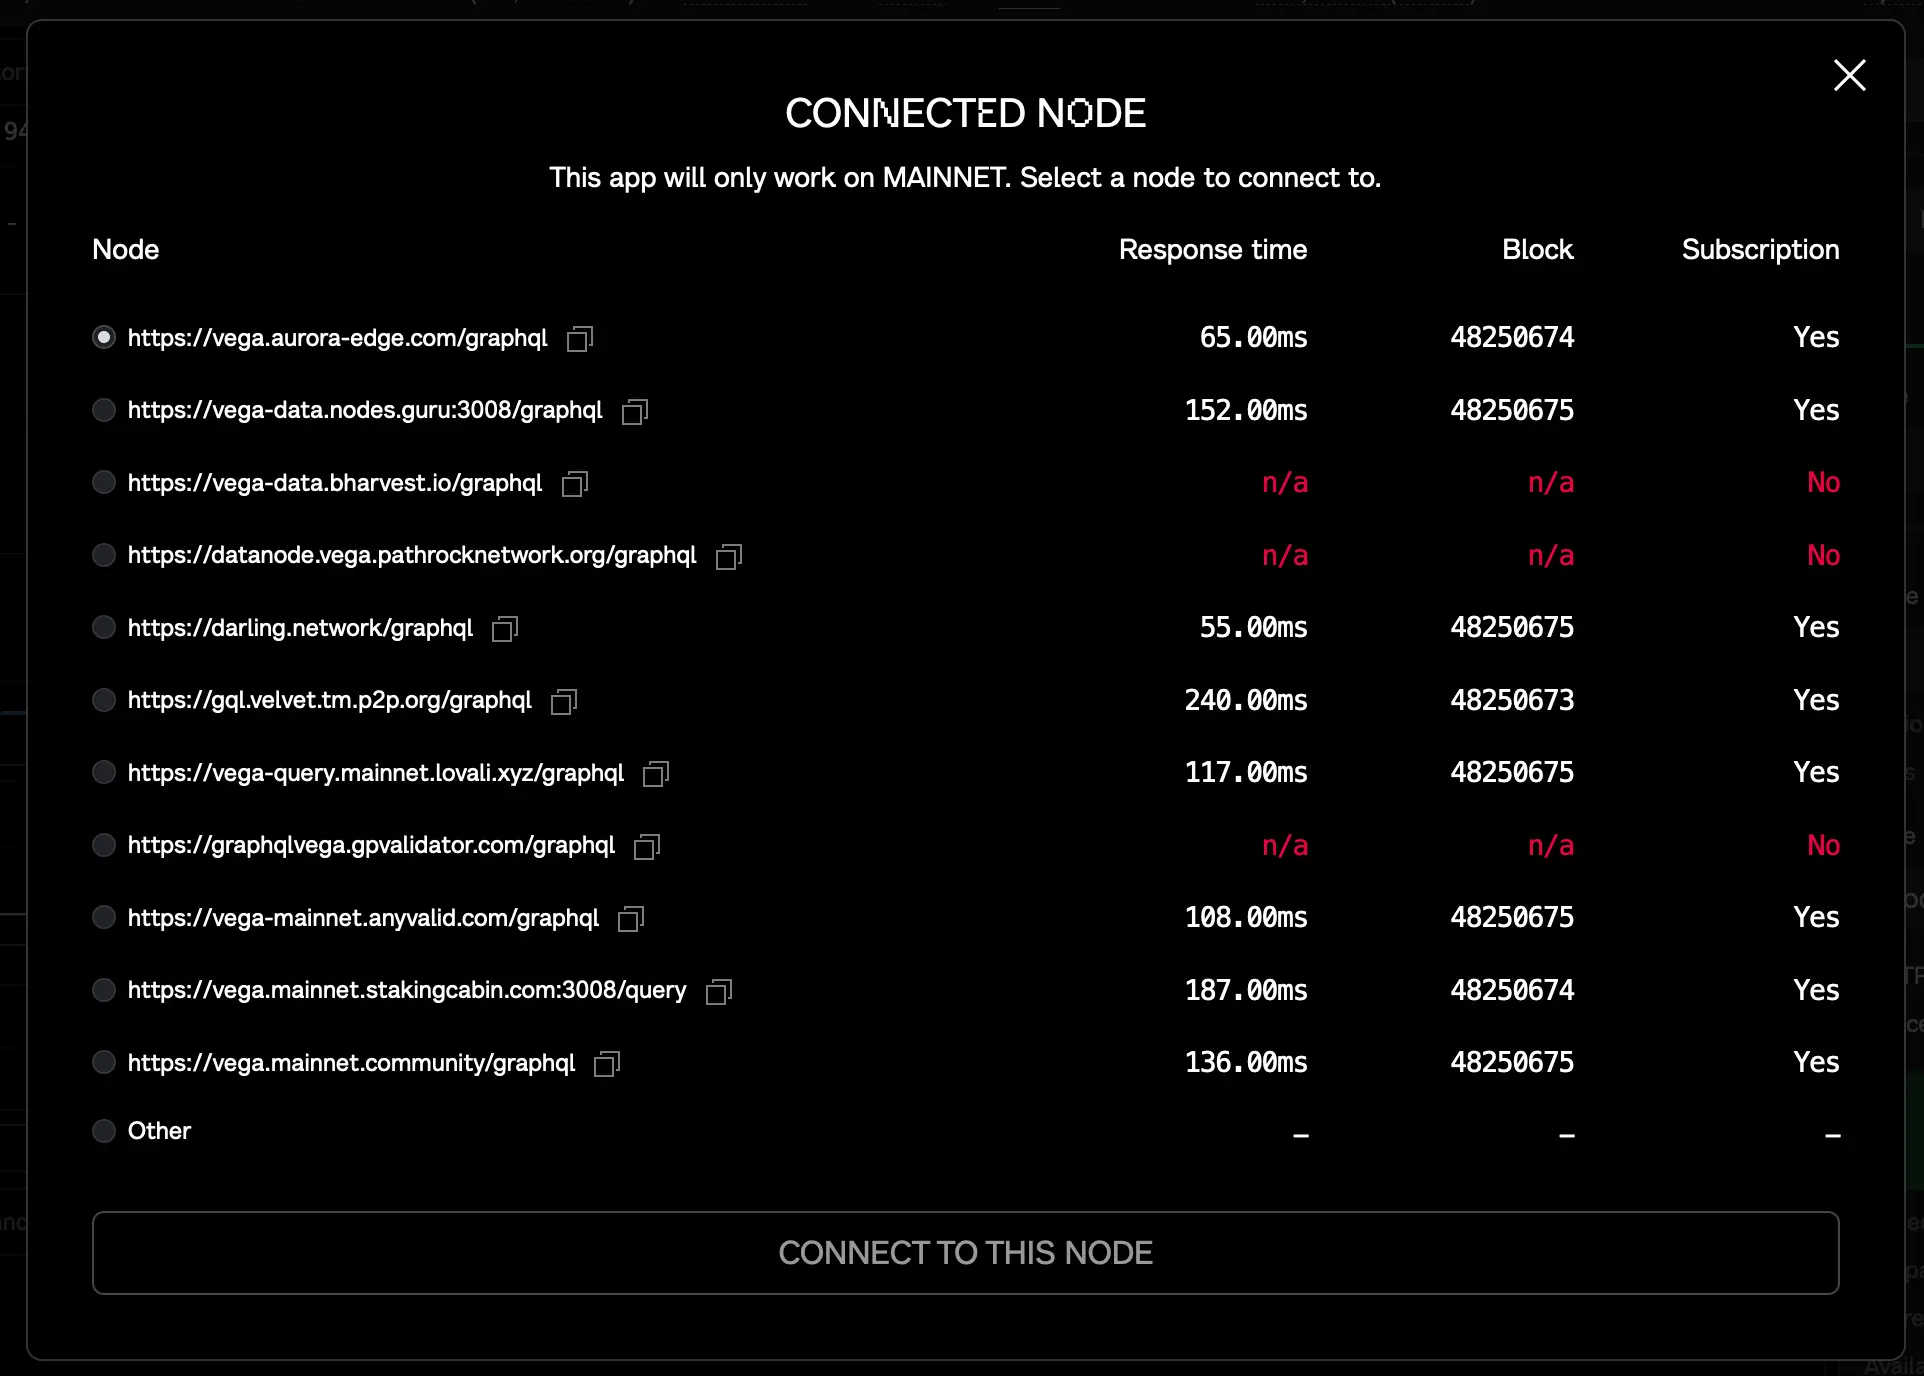 CONNECTED NODE
This app will only work on MAINNET. Select a node to connect to.
Node Response time Block Subscription
https://vega.aurora-edge.com/graphql 65.00ms 48250674 Yes
https://vega-data.nodes.guru:3008/graphql 152.00ms 48250675 Yes
https://vega-data.bharvest.io/graphql n/a n/a No
https://datanode.vega.pathrocknetwork.org/graphql n/a n/a No
https://darling.network/graphql 55.00ms 48250675 Yes
https://gql.velvet.tm.p2p.org/graphql 240.00ms 48250673 Yes
https://vega-query.mainnet.lovali.xyz/graphql 117.00ms 48250675 Yes
https://graphqlvega.gpvalidator.com/graphql n/a n/a No
https://vega-mainnet.anyvalid.com/graphql 108.00ms 48250675 Yes
https://vega.mainnet.stakingcabin.com:3008/query 187.00ms 48250674 Yes
https://vega.mainnet.community/graphql 136.00ms 48250675 Yes
Other – – –
CONNECT TO THIS NODE